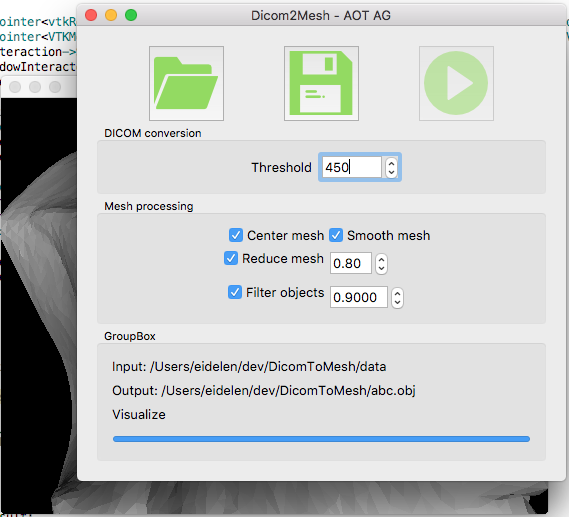 Dicom2Mesh - AOT AG
ointer<vtkR
ointer<VTKM
teraction->
dowInteract
DICOM conversion
Threshold 450
Mesh processing
Center mesh Smooth mesh
Reduce mesh 0.80
Filter objects 0.9000
GroupBox
Input: /Users/eidelen/dev/DicomToMesh/data
Output: /Users/eidelen/dev/DicomToMesh/abc.obj
Visualize